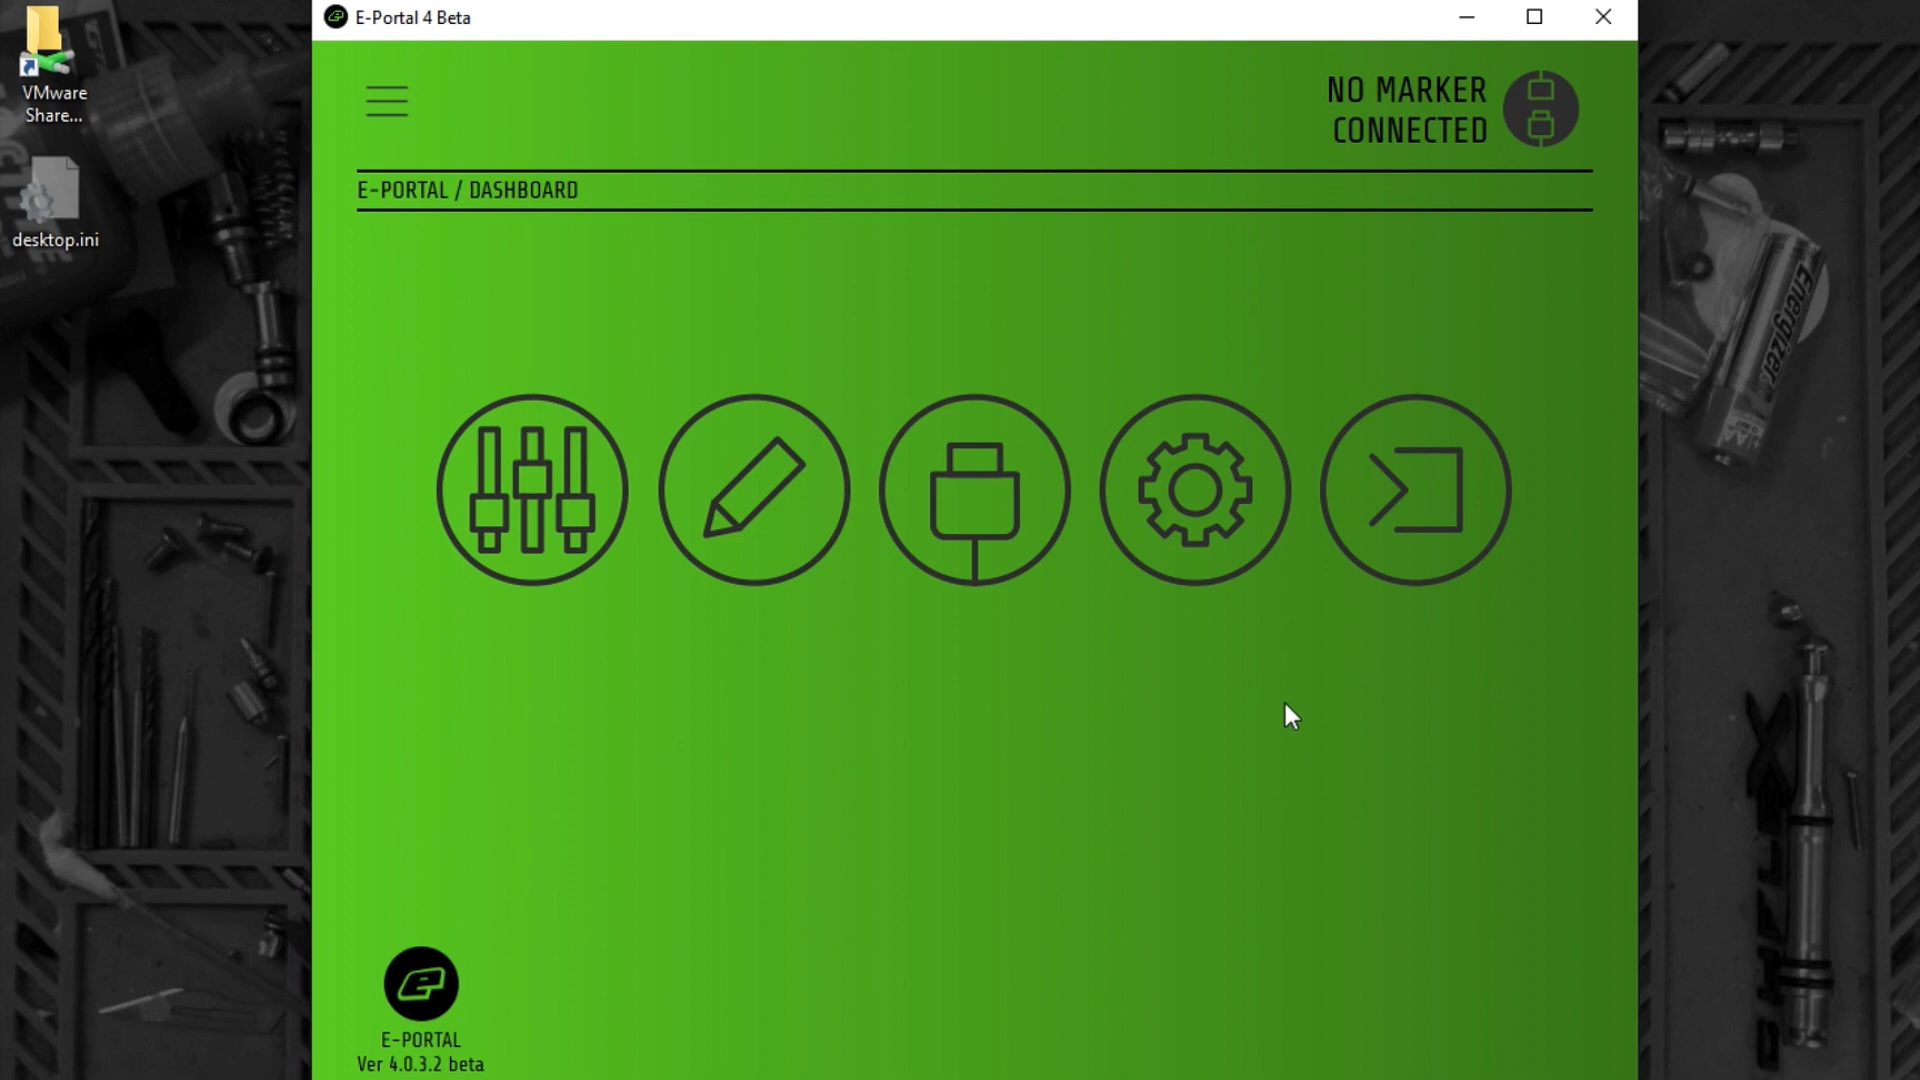 E-Portal 4 Beta
VMware
Share...
desktop.ini
NO MARKER
CONNECTED
E-PORTAL / DASHBOARD
Energizer
E-PORTAL
Ver 4.0.3.2 beta